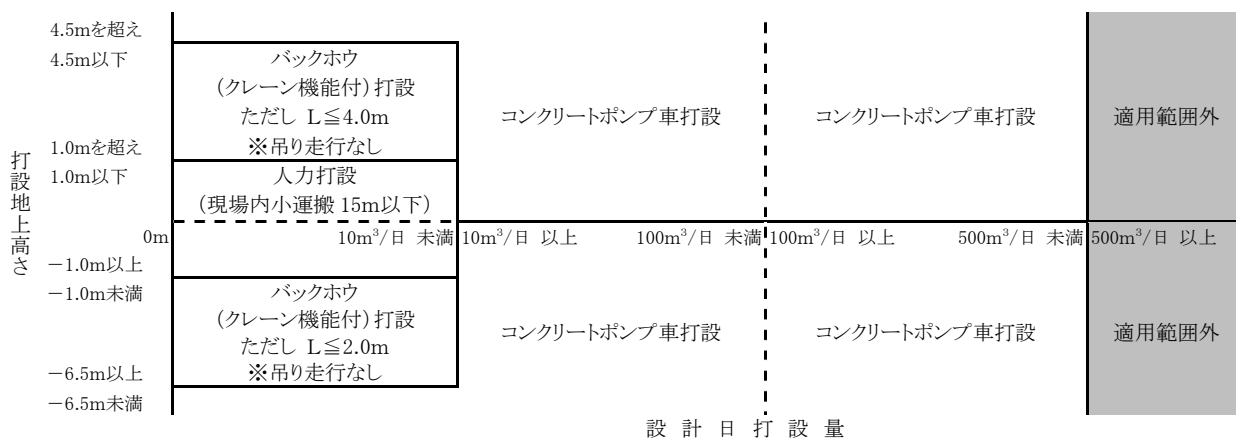 4.5mを超え
4.5m以下
バックホウ
(クレーン機能付)打設
ただし L≦4.0m
※吊り走行なし
コンクリートポンプ車打設
コンクリートポンプ車打設
適用範囲外
1.0mを超え
1.0m以下
人力打設
(現場内小運搬 15m以下)
打設地上高さ
0m
10m³/日 未満
10m³/日 以上
100m³/日 未満
100m³/日 以上
500m³/日 未満
500m³/日 以上
－1.0m以上
－1.0m未満
バックホウ
(クレーン機能付)打設
ただし L≦2.0m
※吊り走行なし
コンクリートポンプ車打設
コンクリートポンプ車打設
適用範囲外
－6.5m以上
－6.5m未満
設計日打設量